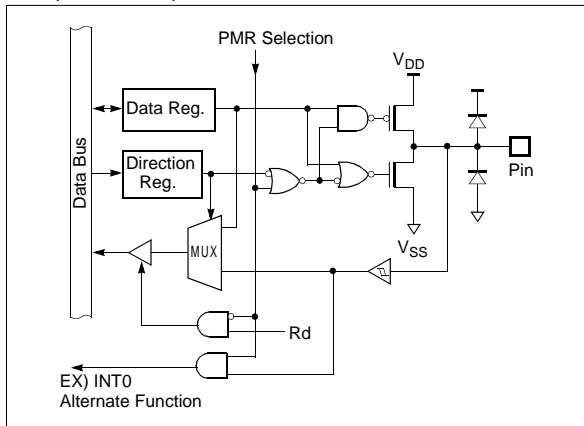 PMR Selection
VDD
Data Reg.
Data Bus
Direction
Reg.
Pin
MUX
VSS
Rd
EX) INT0
Alternate Function